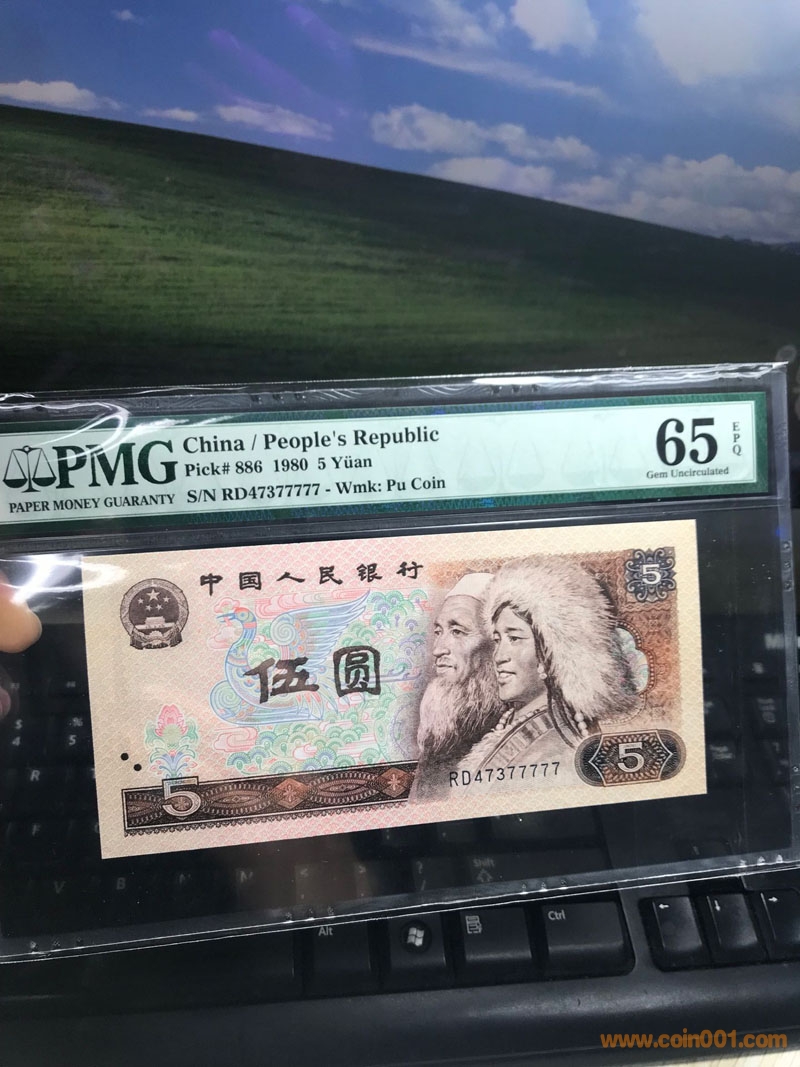 PMG
PAPER MONEY GUARANTY
China / People's Republic
Pick# 886 1980 5 Yüan
S/N RD47377777 - Wmk: Pu Coin
65
EPQ
Gem Uncirculated
中国人民银行
5
伍圆
RD47377777
5
5
Alt
Ctrl
Shift
www.coin001.com